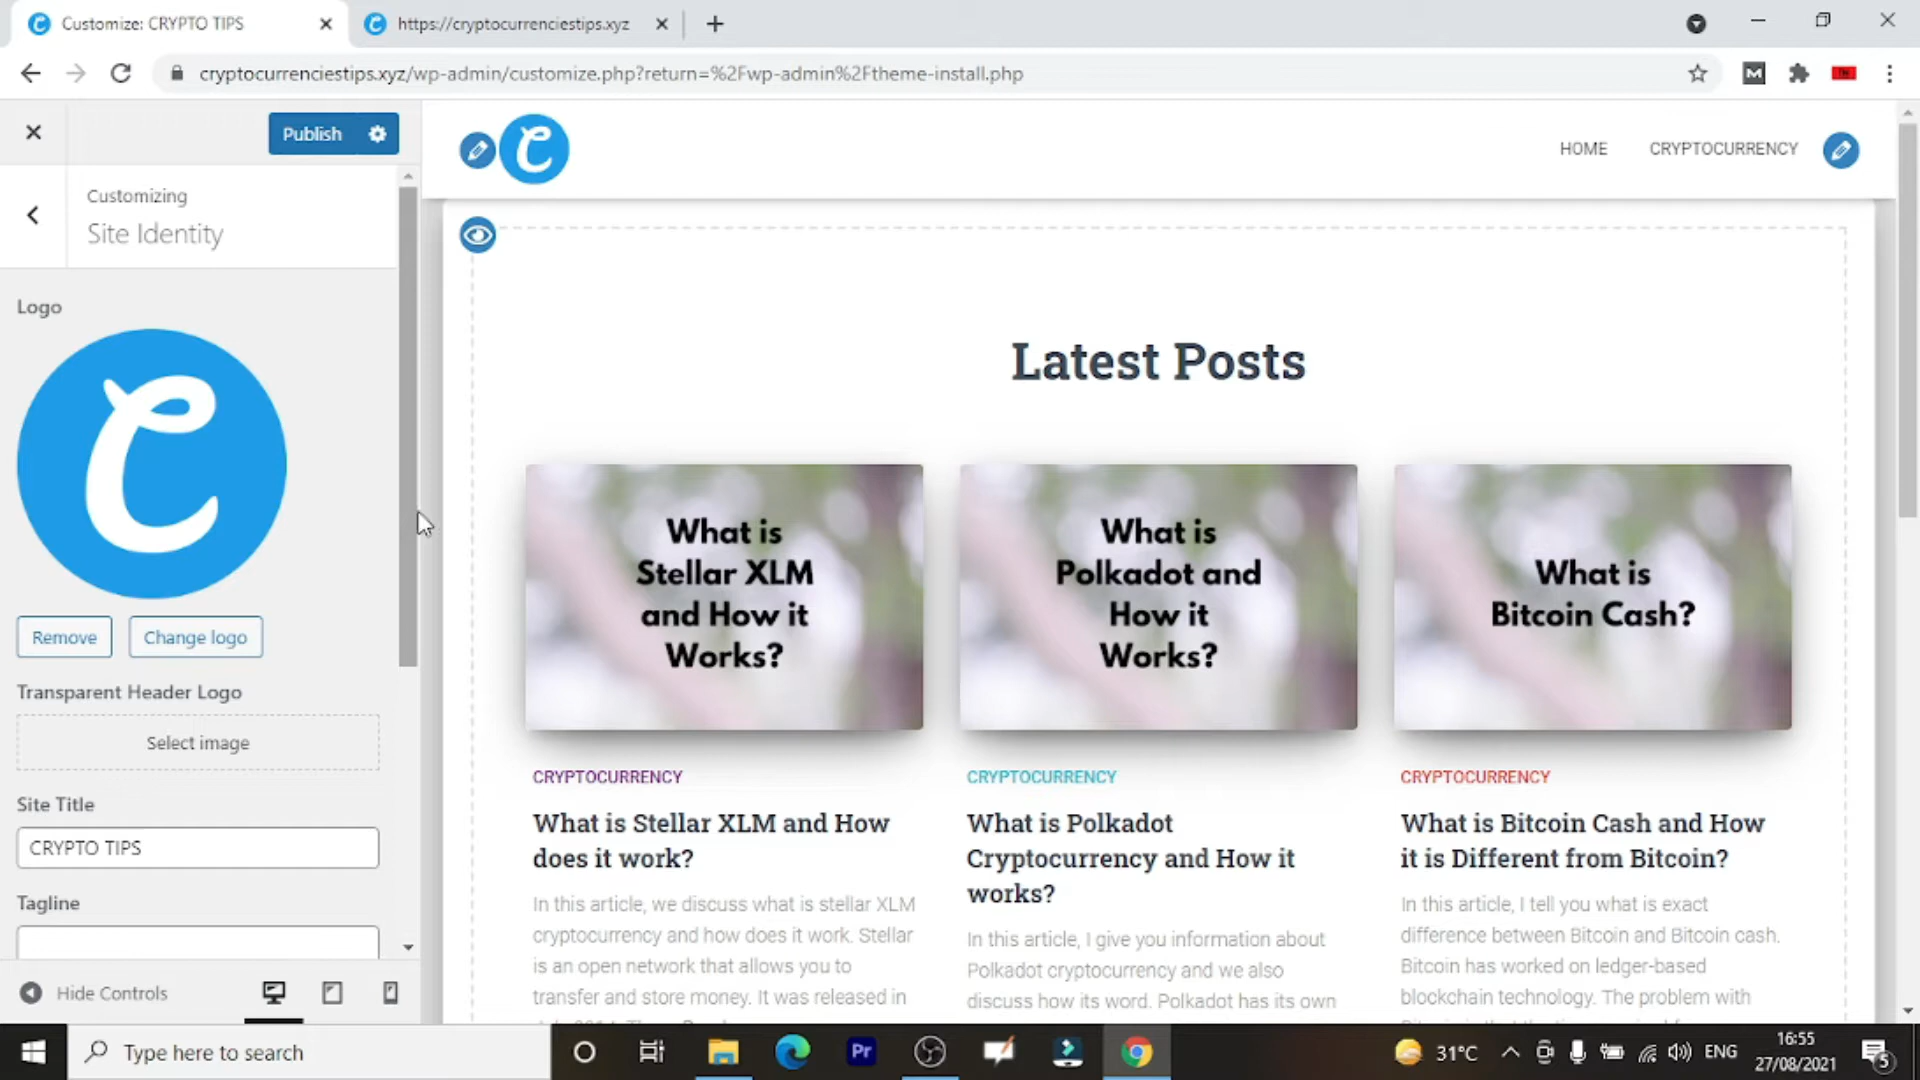 Customize: CRYPTO TIPS
https://cryptocurrenciestips.xyz
cryptocurrenciestips.xyz/wp-admin/customize.php?return=%2Fwp-admin%2Ftheme-install.php
Publish
Customizing
Site Identity
Logo
Remove
Change logo
Transparent Header Logo
Select image
Site Title
CRYPTO TIPS
Tagline
Hide Controls
HOME
CRYPTOCURRENCY
Latest Posts
What is
Stellar XLM
and How it
Works?
What is
Polkadot and
How it
Works?
What is
Bitcoin Cash?
CRYPTOCURRENCY
What is Stellar XLM and How
does it work?
In this article, we discuss what is stellar XLM
cryptocurrency and how does it work. Stellar
is an open network that allows you to
transfer and store money. It was released in
CRYPTOCURRENCY
What is Polkadot
Cryptocurrency and How it
works?
In this article, I give you information about
Polkadot cryptocurrency and we also
discuss how its word. Polkadot has its own
CRYPTOCURRENCY
What is Bitcoin Cash and How
it is Different from Bitcoin?
In this article, I tell you what is exact
difference between Bitcoin and Bitcoin cash.
Bitcoin has worked on ledger-based
blockchain technology. The problem with
Type here to search
Pr
31°C
ENG
16:55
27/08/2021
5